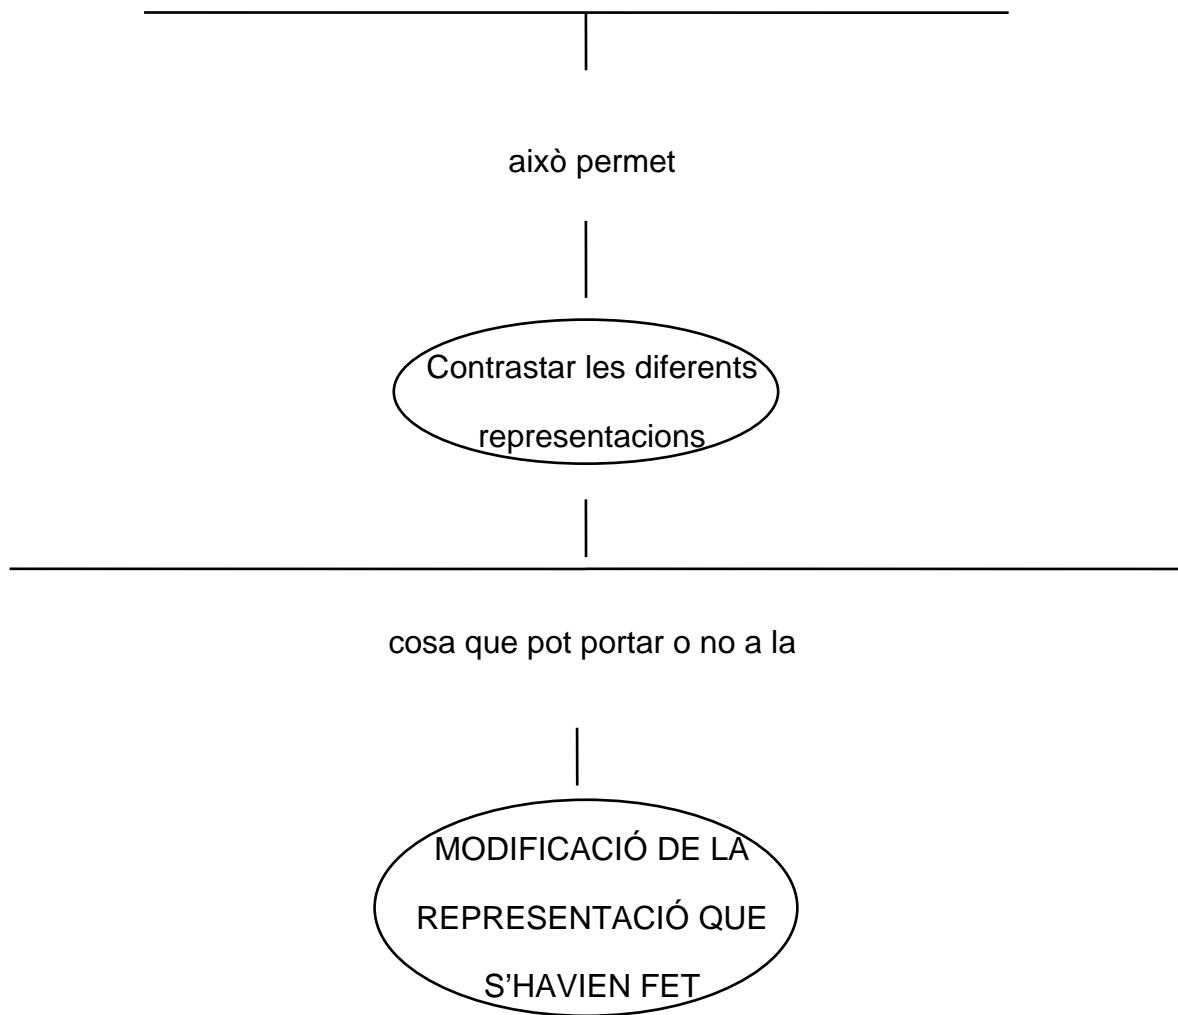 això permet
Contrastar les diferents
representacions
cosa que pot portar o no a la
MODIFICACIÓ DE LA
REPRESENTACIÓ QUE
S'HAVIEN FET